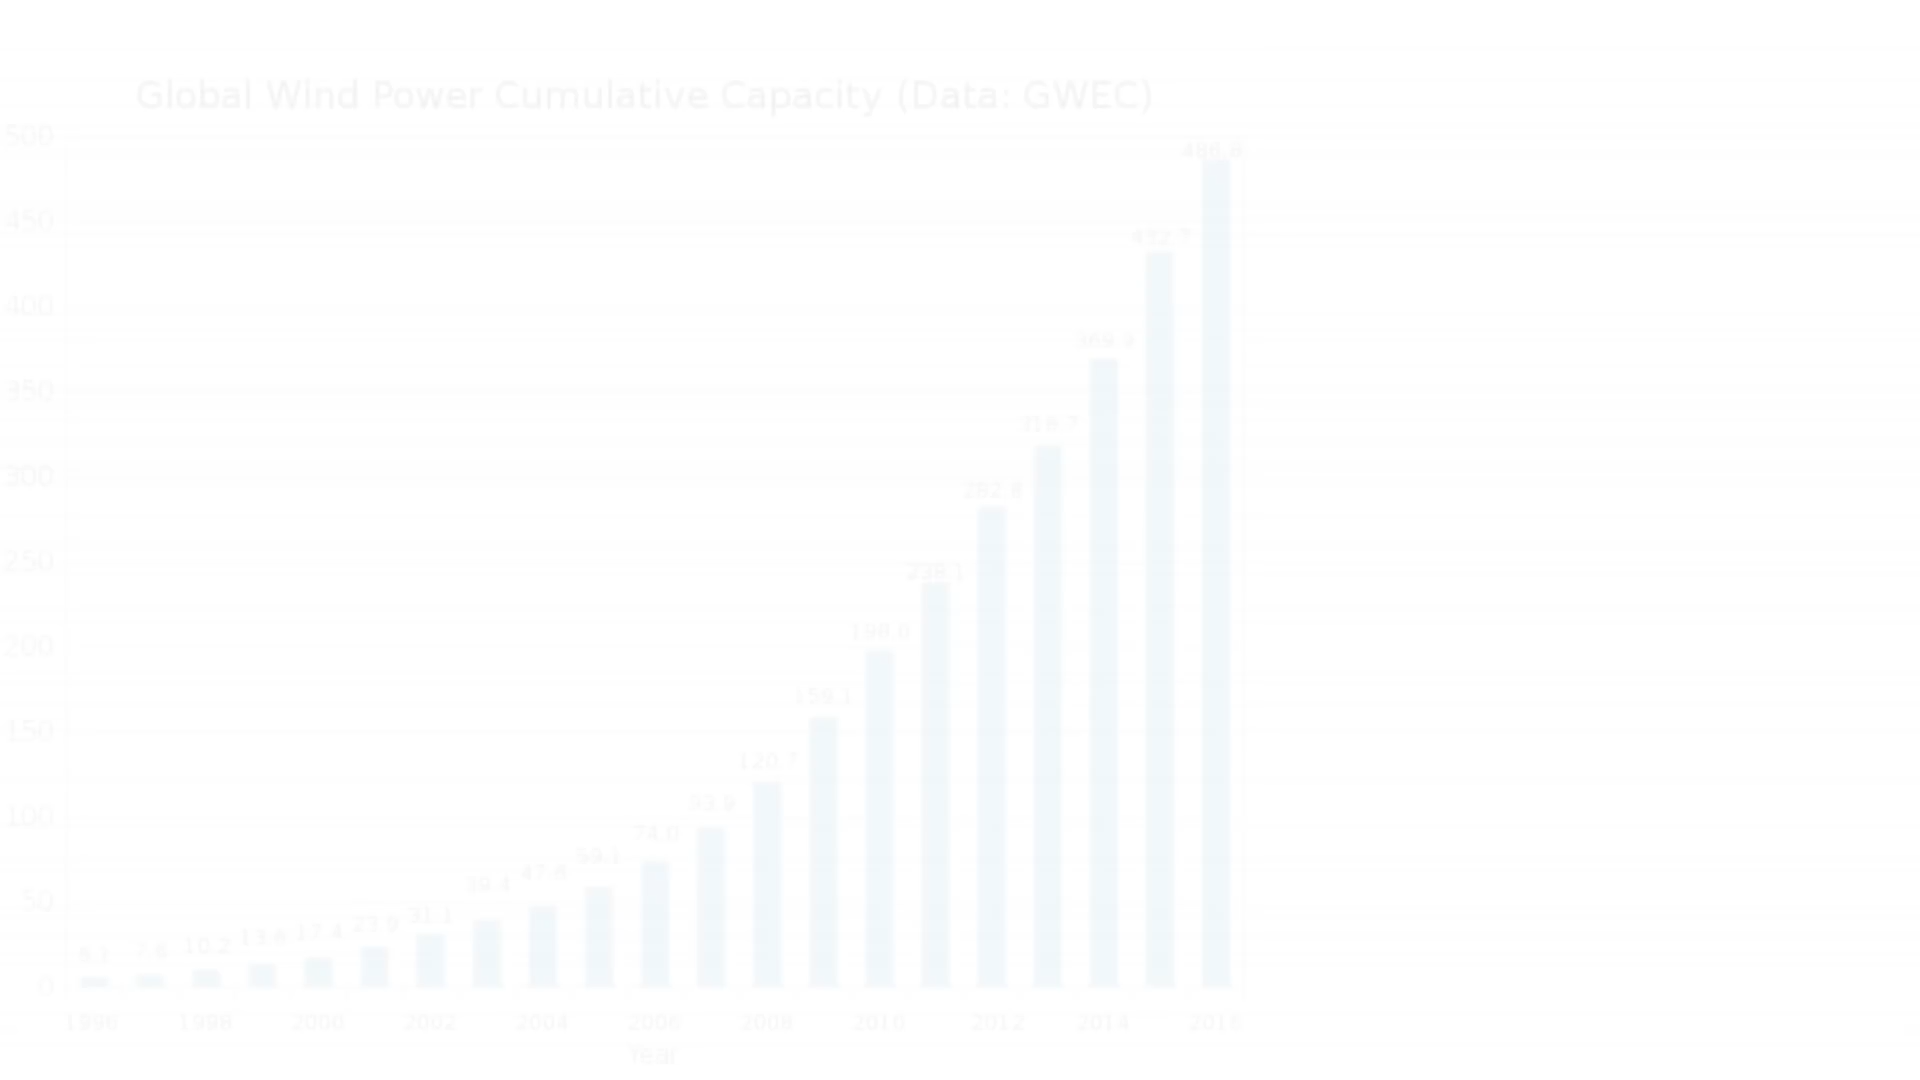 Global Wind Power Cumulative Capacity (Data: GWEC)
500
450
400
350
300
250
200
150
100
50
0
6.1 7.6 10.2 13.6 17.4 23.9 31.1 39.4 47.6 59.1 74.0 93.9 120.7 159.1 198.0 238.1 282.8 318.7 369.3 432.7 486.8
1996 1998 2000 2002 2004 2006 2008 2010 2012 2014 2016
Year